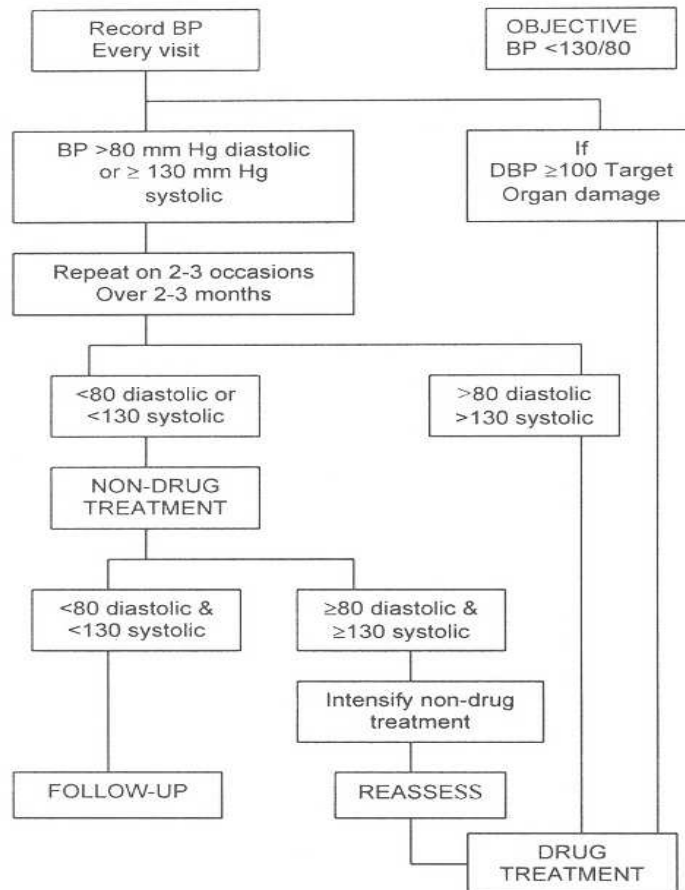 Record BP
Every visit
OBJECTIVE
BP <130/80
BP >80 mm Hg diastolic
or ≥ 130 mm Hg
systolic
If
DBP ≥100 Target
Organ damage
Repeat on 2-3 occasions
Over 2-3 months
<80 diastolic or
<130 systolic
>80 diastolic
>130 systolic
NON-DRUG
TREATMENT
<80 diastolic &
<130 systolic
≥80 diastolic &
≥130 systolic
Intensify non-drug
treatment
FOLLOW-UP
REASSESS
DRUG
TREATMENT